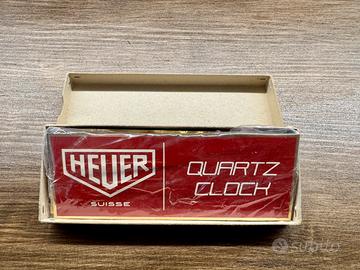 HEUER
SUISSE
QUARTZ
CLOCK
subito